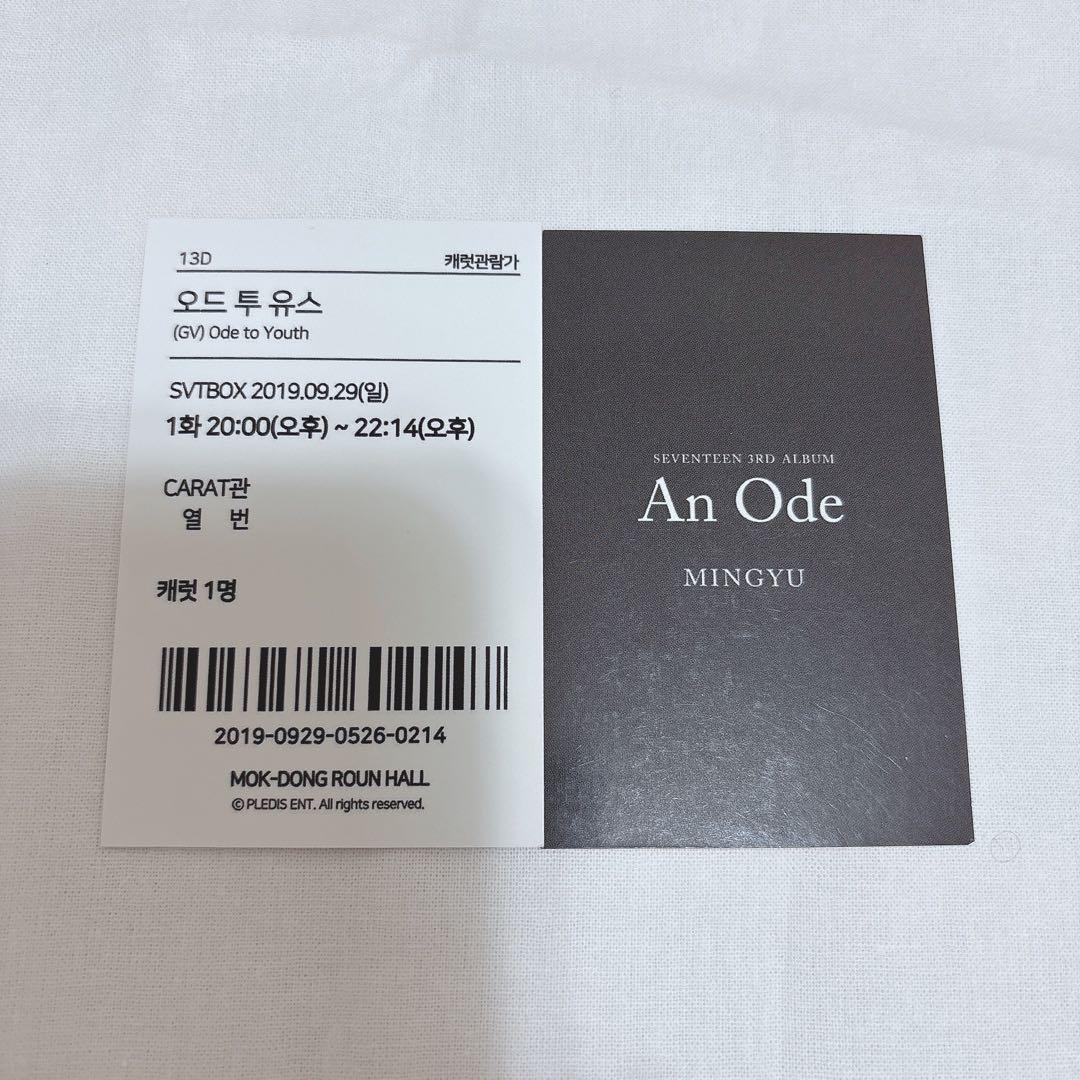 13D 캐럿관람가
오드 투 유스
(GV) Ode to Youth
SVTBOX 2019.09.29(일)
1화 20:00(오후) ~ 22:14(오후)
CARAT관
열 번
캐럿 1명
2019-0929-0526-0214
MOK-DONG ROUN HALL
© PLEDIS ENT. All rights reserved.
SEVENTEEN 3RD ALBUM
An Ode
MINGYU